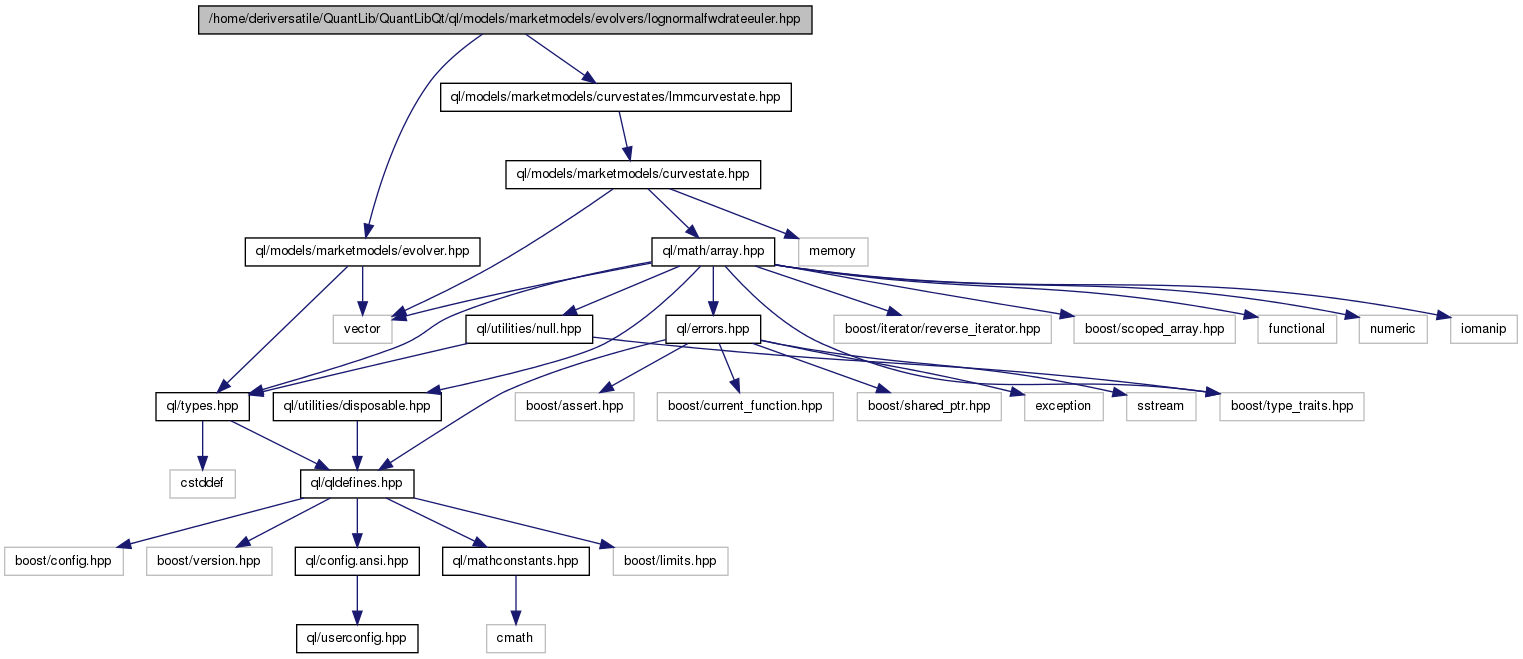 /home/deriversatile/QuantLib/QuantLibQt/ql/models/marketmodels/evolvers/lognormalfwdrateeuler.hpp
ql/models/marketmodels/curvestates/lmmcurvestate.hpp
ql/models/marketmodels/curvestate.hpp
ql/models/marketmodels/evolver.hpp
ql/math/array.hpp
memory
vector
ql/utilities/null.hpp
ql/errors.hpp
boost/iterator/reverse_iterator.hpp
boost/scoped_array.hpp
functional
numeric
iomanip
ql/types.hpp
ql/utilities/disposable.hpp
boost/assert.hpp
boost/current_function.hpp
boost/shared_ptr.hpp
exception
sstream
boost/type_traits.hpp
cstddef
ql/qldefines.hpp
boost/config.hpp
boost/version.hpp
ql/config.ansi.hpp
ql/mathconstants.hpp
boost/limits.hpp
ql/userconfig.hpp
cmath